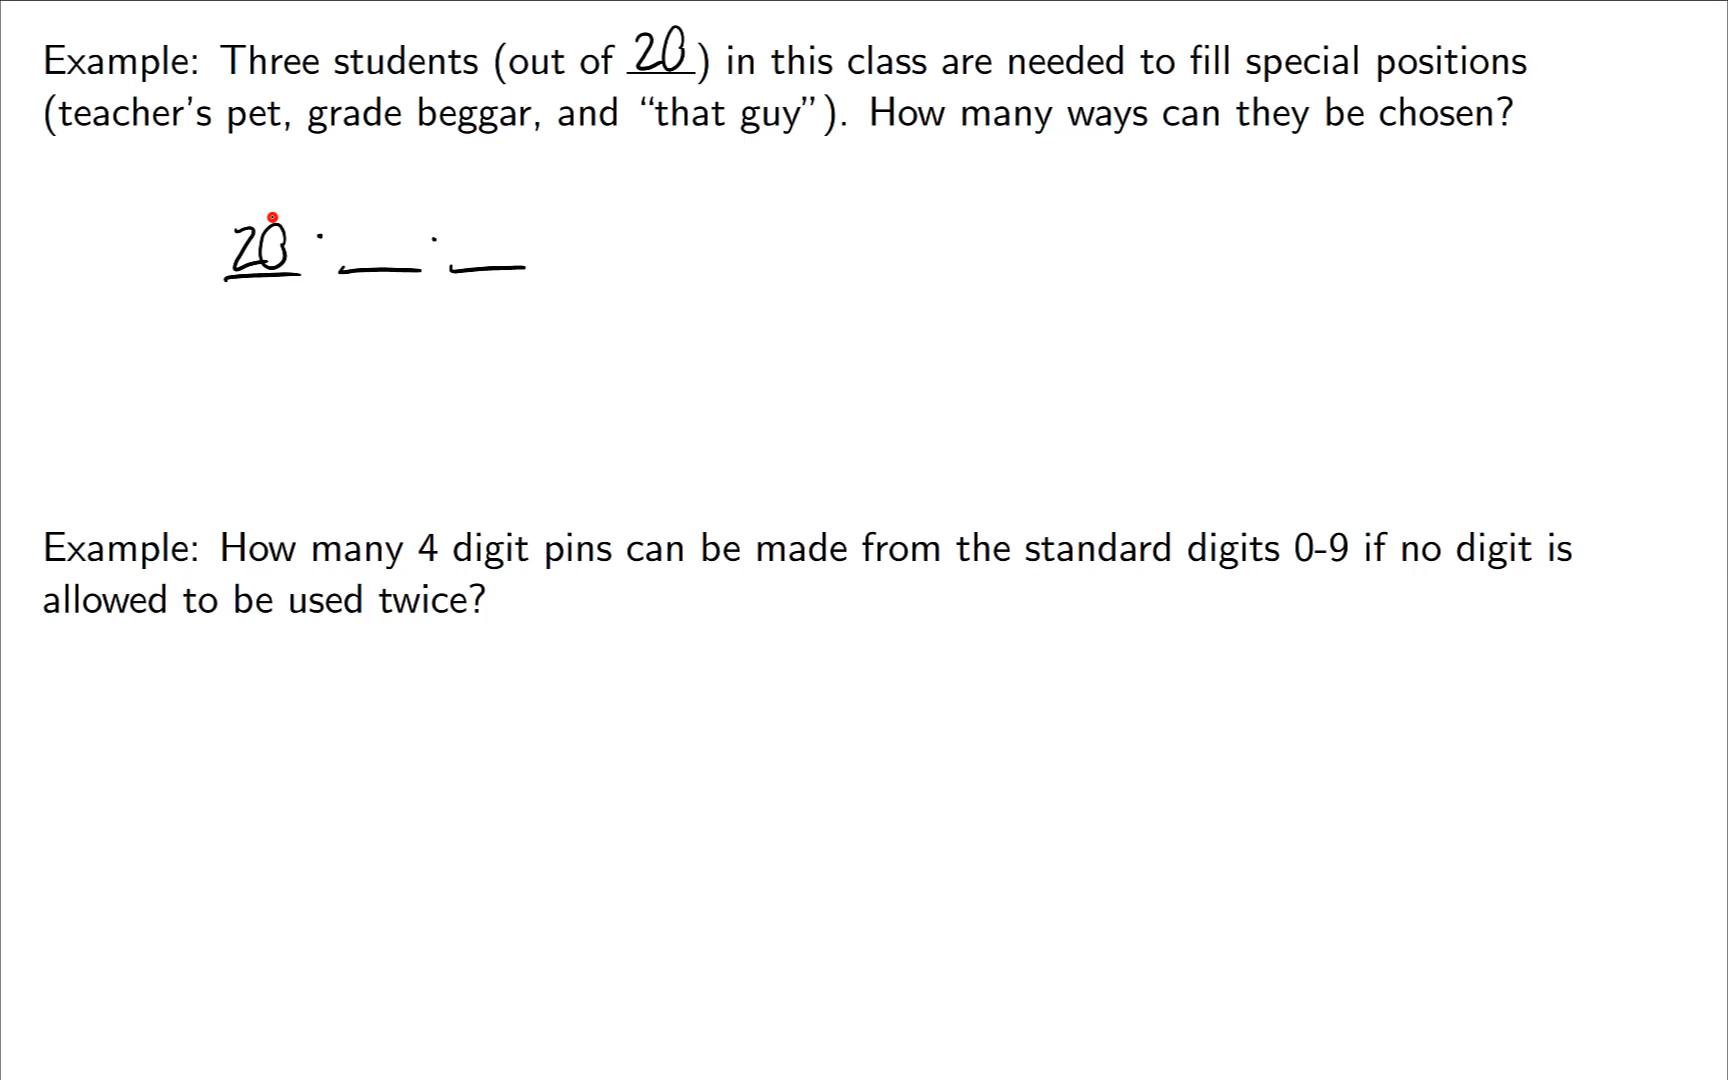 Example: Three students (out of 20) in this class are needed to fill special positions
(teacher's pet, grade beggar, and “that guy”). How many ways can they be chosen?
20 · __ · __
Example: How many 4 digit pins can be made from the standard digits 0-9 if no digit is
allowed to be used twice?